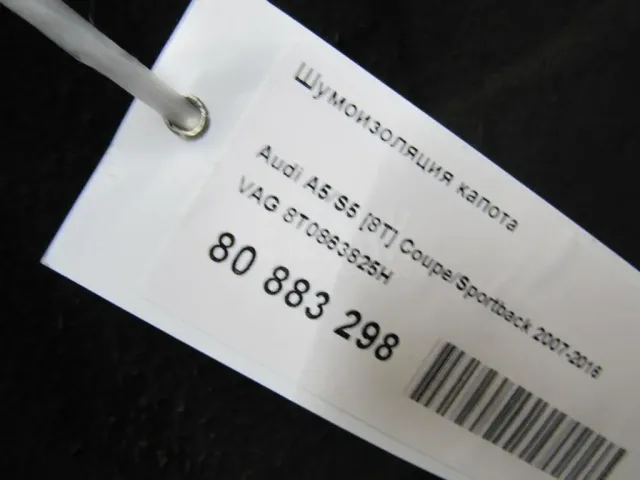 Шумоизоляция капота
Audi A5/S5 [8T] Coupe/Sportback 2007-2016
VAG 8T0863825H
80 883 298